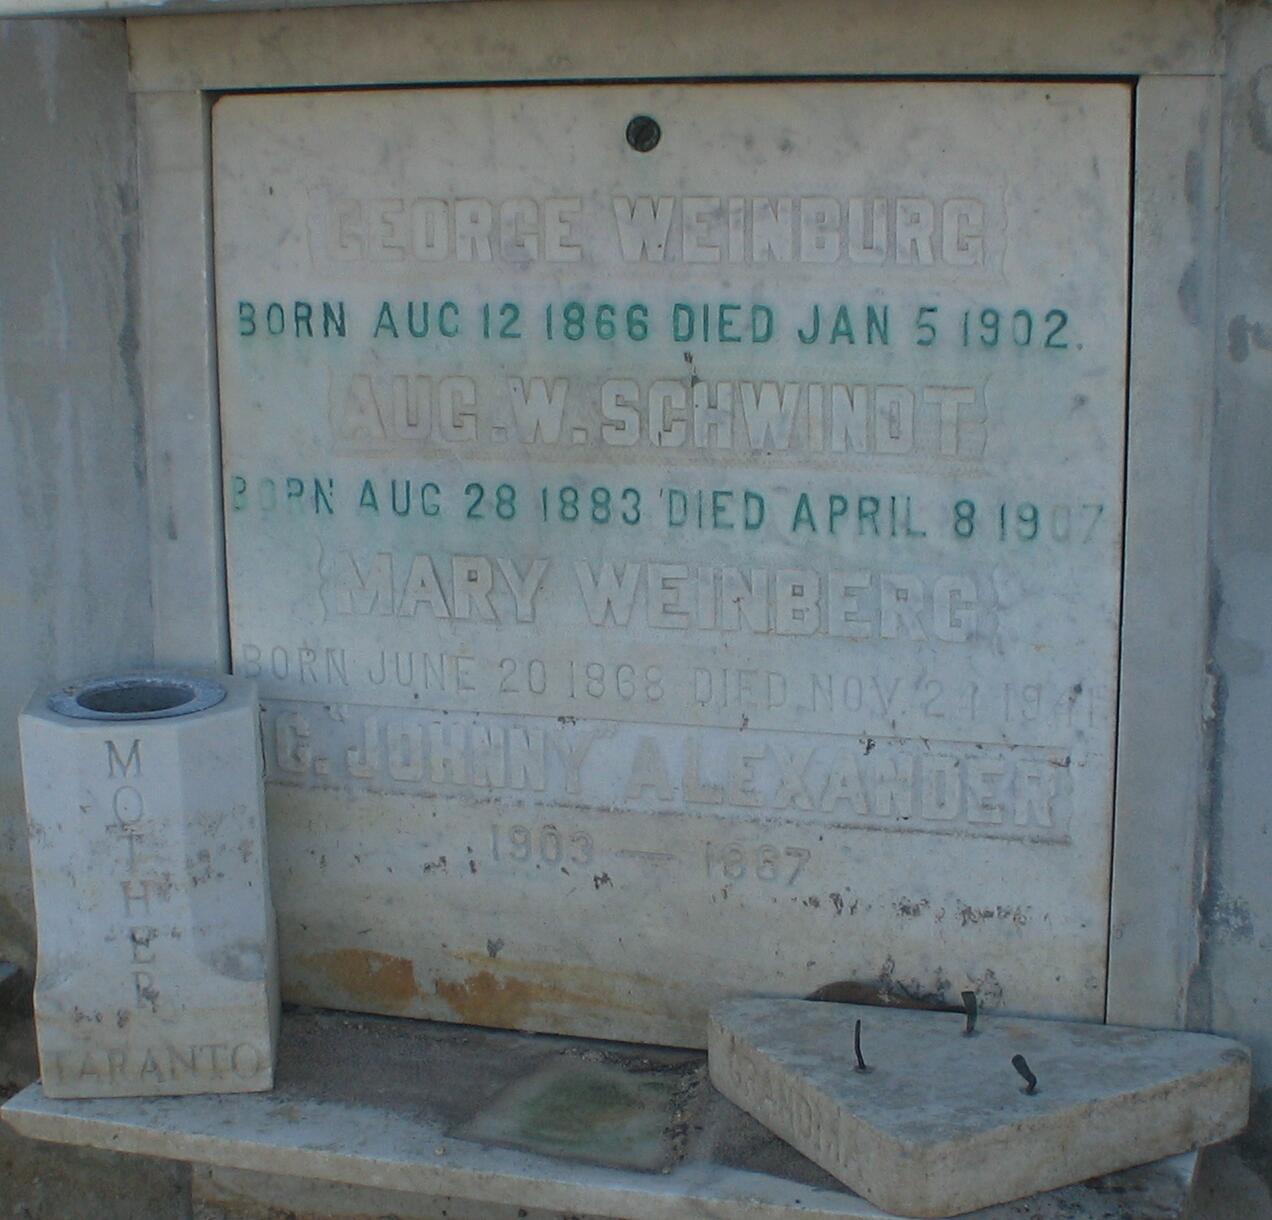 GEORGE WEINBURG
BORN AUG 12 1866 DIED JAN 5 1902.
AUG. W. SCHWINDT
BORN AUG 28 1883 DIED APRIL 8 1907
MARY WEINBERG
BORN JUNE 20 1868 DIED NOV. 24
G. JOHNNY ALEXANDER
1903 —
MOTHER
TARANTO
GRANDMA